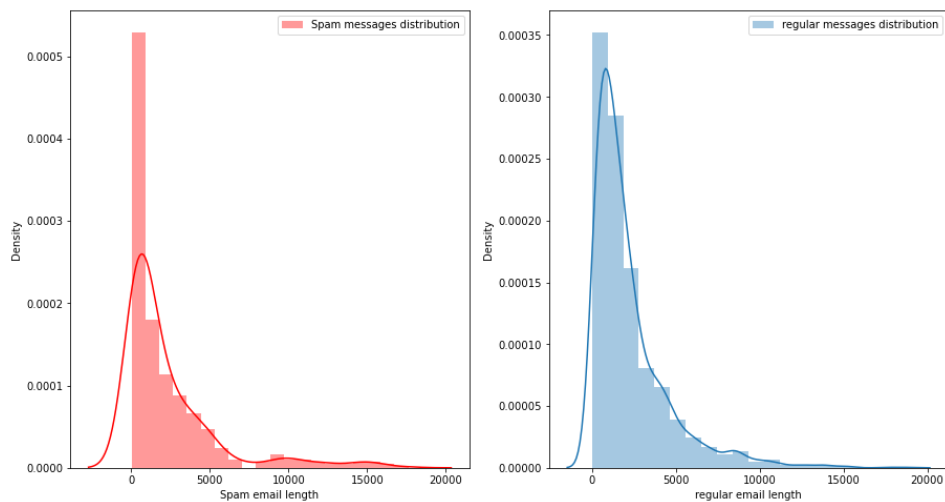 Spam messages distribution
0.0005
0.0004
0.0003
0.0002
0.0001
0.0000
Density
0 5000 10000 15000 20000
Spam email length
regular messages distribution
0.00035
0.00030
0.00025
0.00020
0.00015
0.00010
0.00005
0.00000
Density
0 5000 10000 15000 20000
regular email length